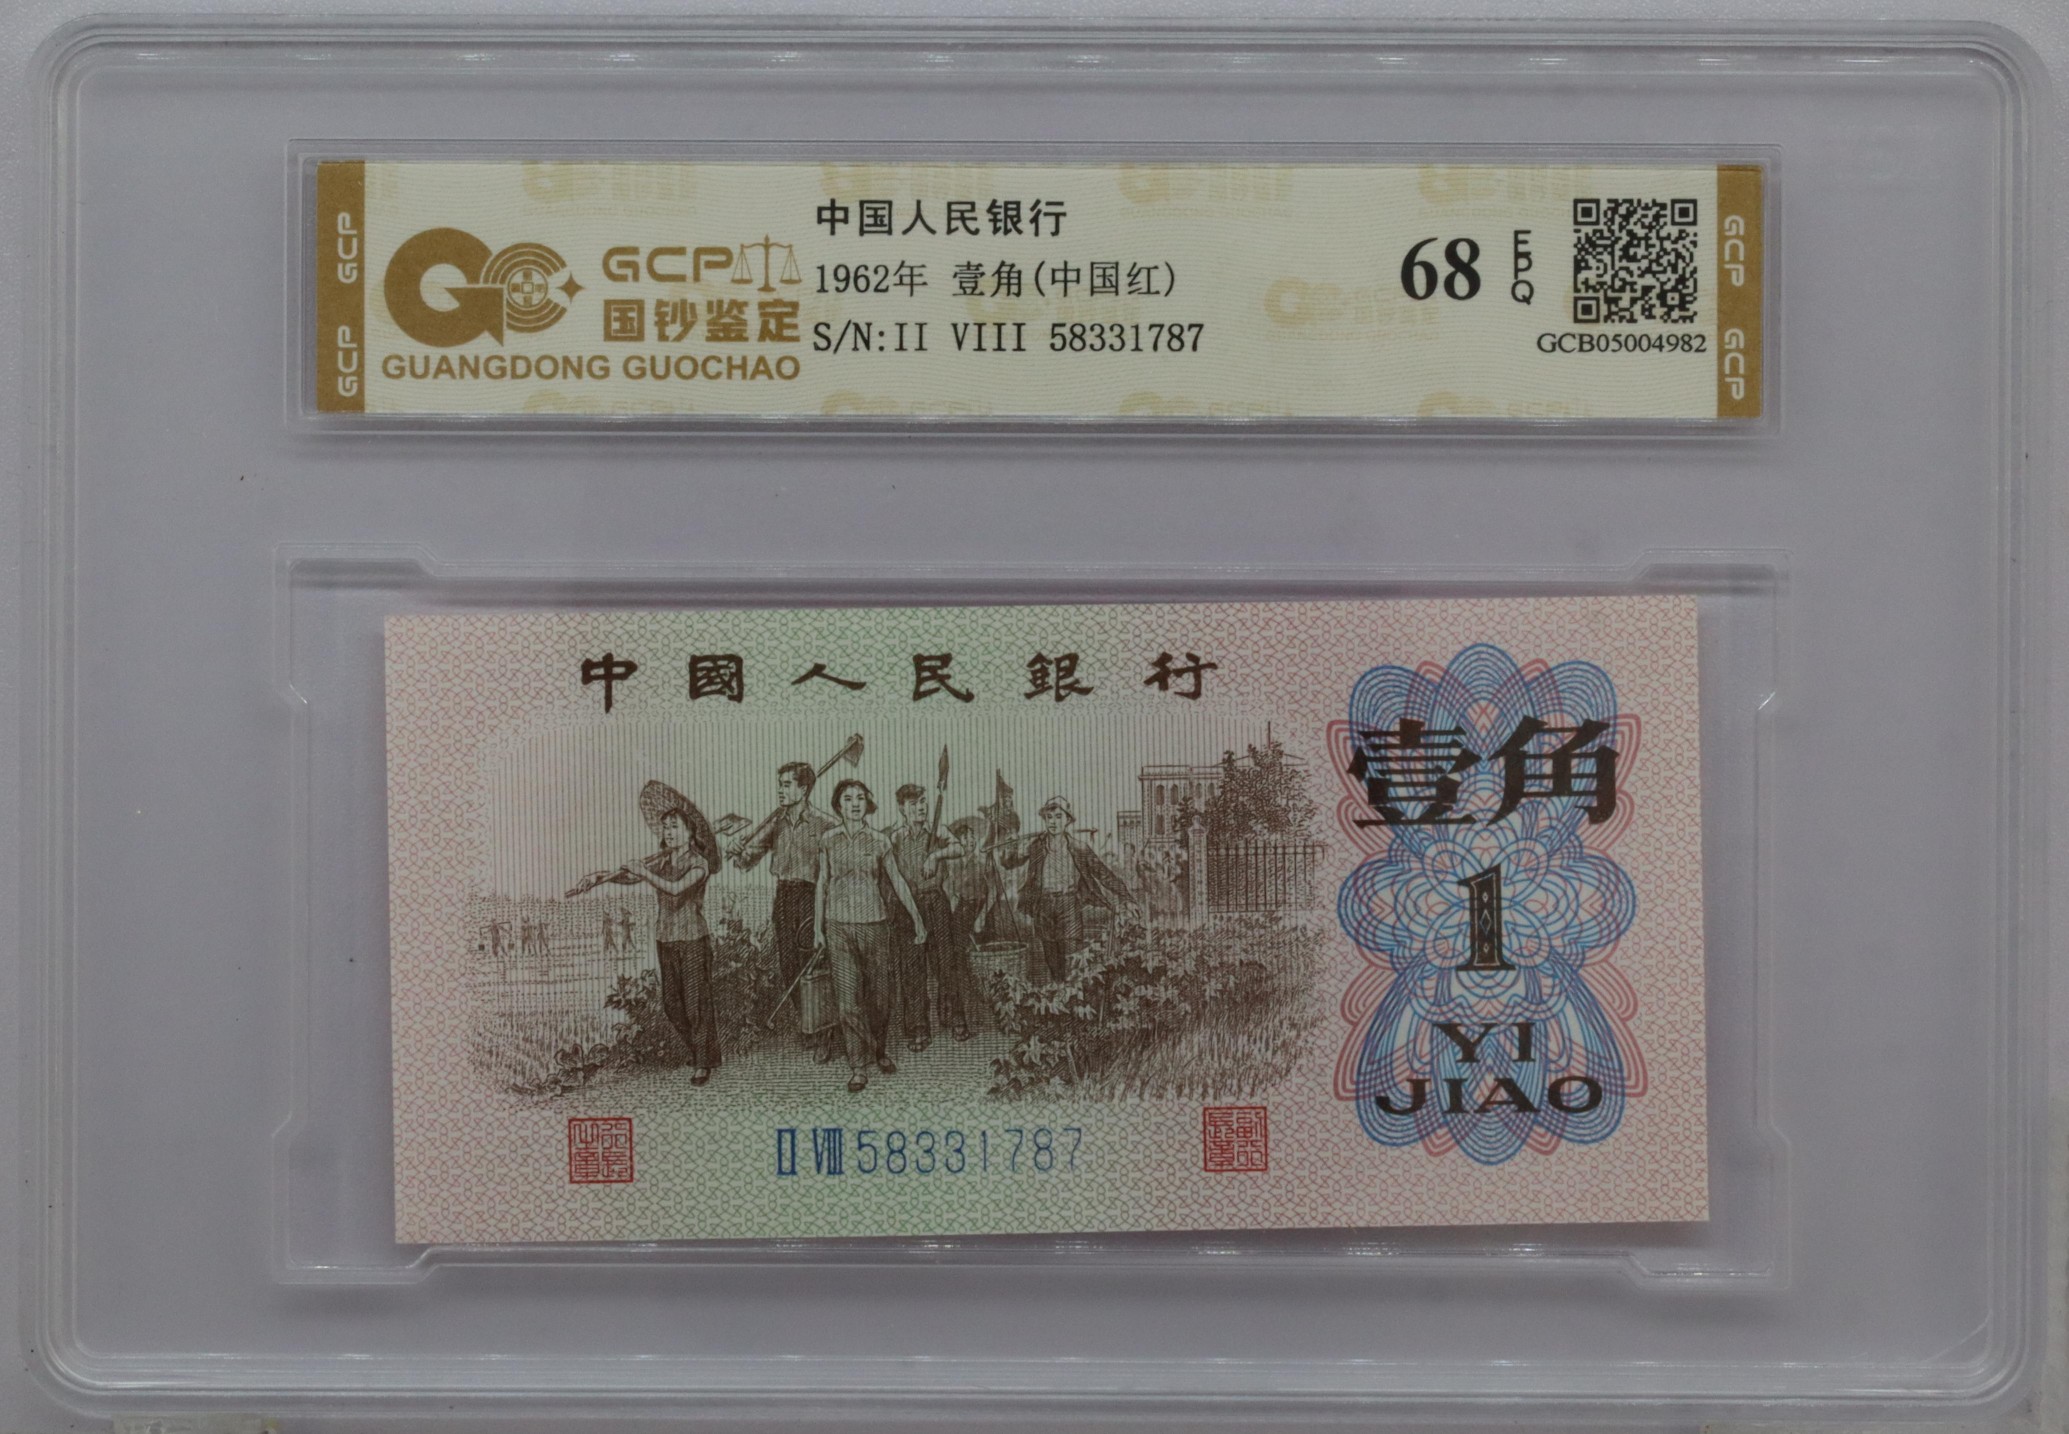 GCP
GCP
GCP
国钞鉴定
GUANGDONG GUOCHAO
中国人民银行
1962年 壹角(中国红)
S/N:II VIII 58331787
68
EPQ
GCB05004982
GCP
GCP
中國人民銀行
壹角
1
YI
JIAO
II VIII 58331787